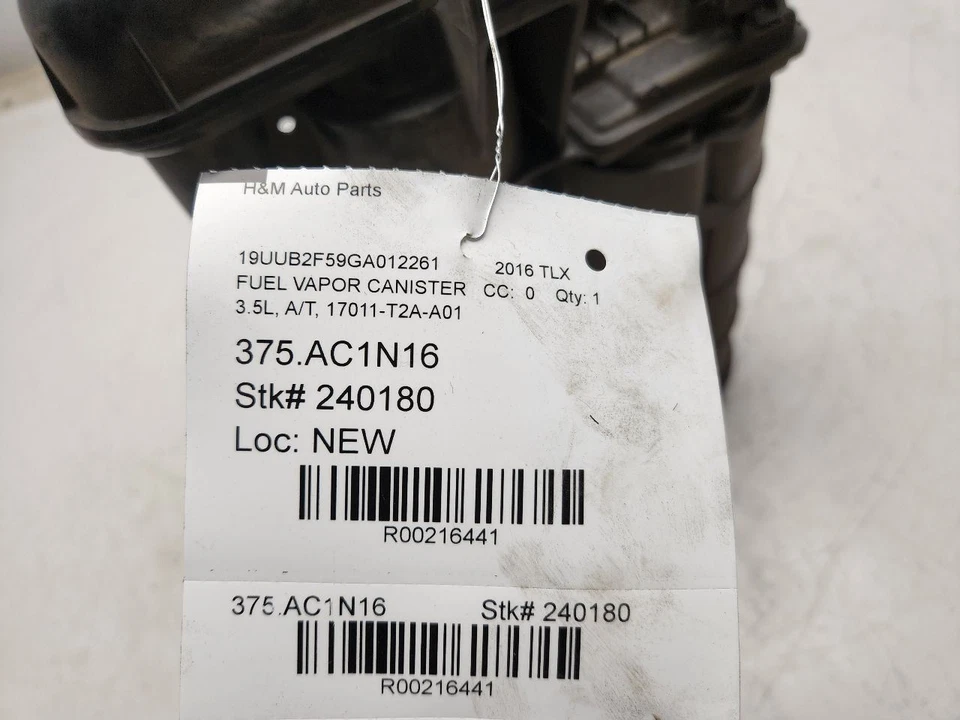 H&M Auto Parts
19UUB2F59GA012261 2016 TLX
FUEL VAPOR CANISTER CC: 0 Qty: 1
3.5L, A/T, 17011-T2A-A01
375.AC1N16
Stk# 240180
Loc: NEW
R00216441
375.AC1N16 Stk# 240180
R00216441